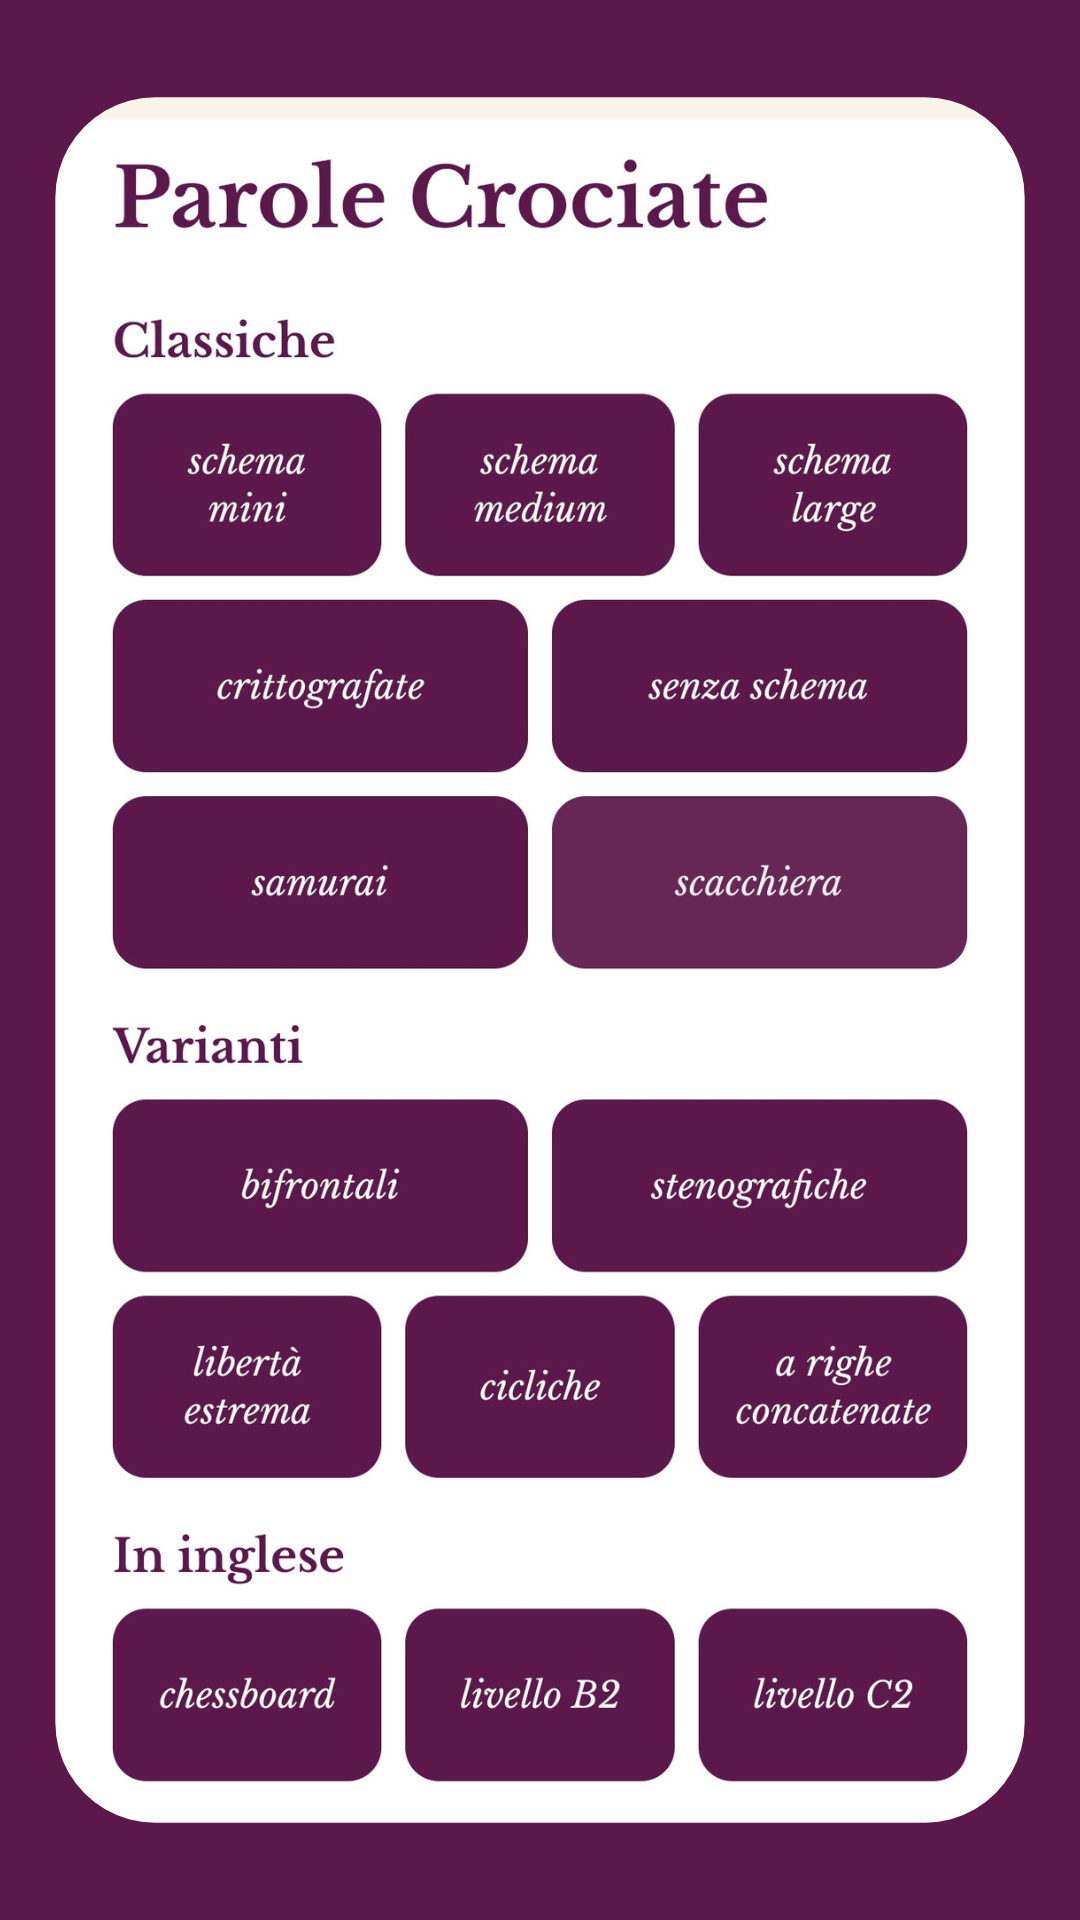 Parole Crociate
Classiche
schema
mini
schema
medium
schema
large
crittografate
senza schema
samurai
scacchiera
Varianti
bifrontali
stenografiche
libertà
estrema
cicliche
a righe
concatenate
In inglese
chessboard
livello B2
livello C2